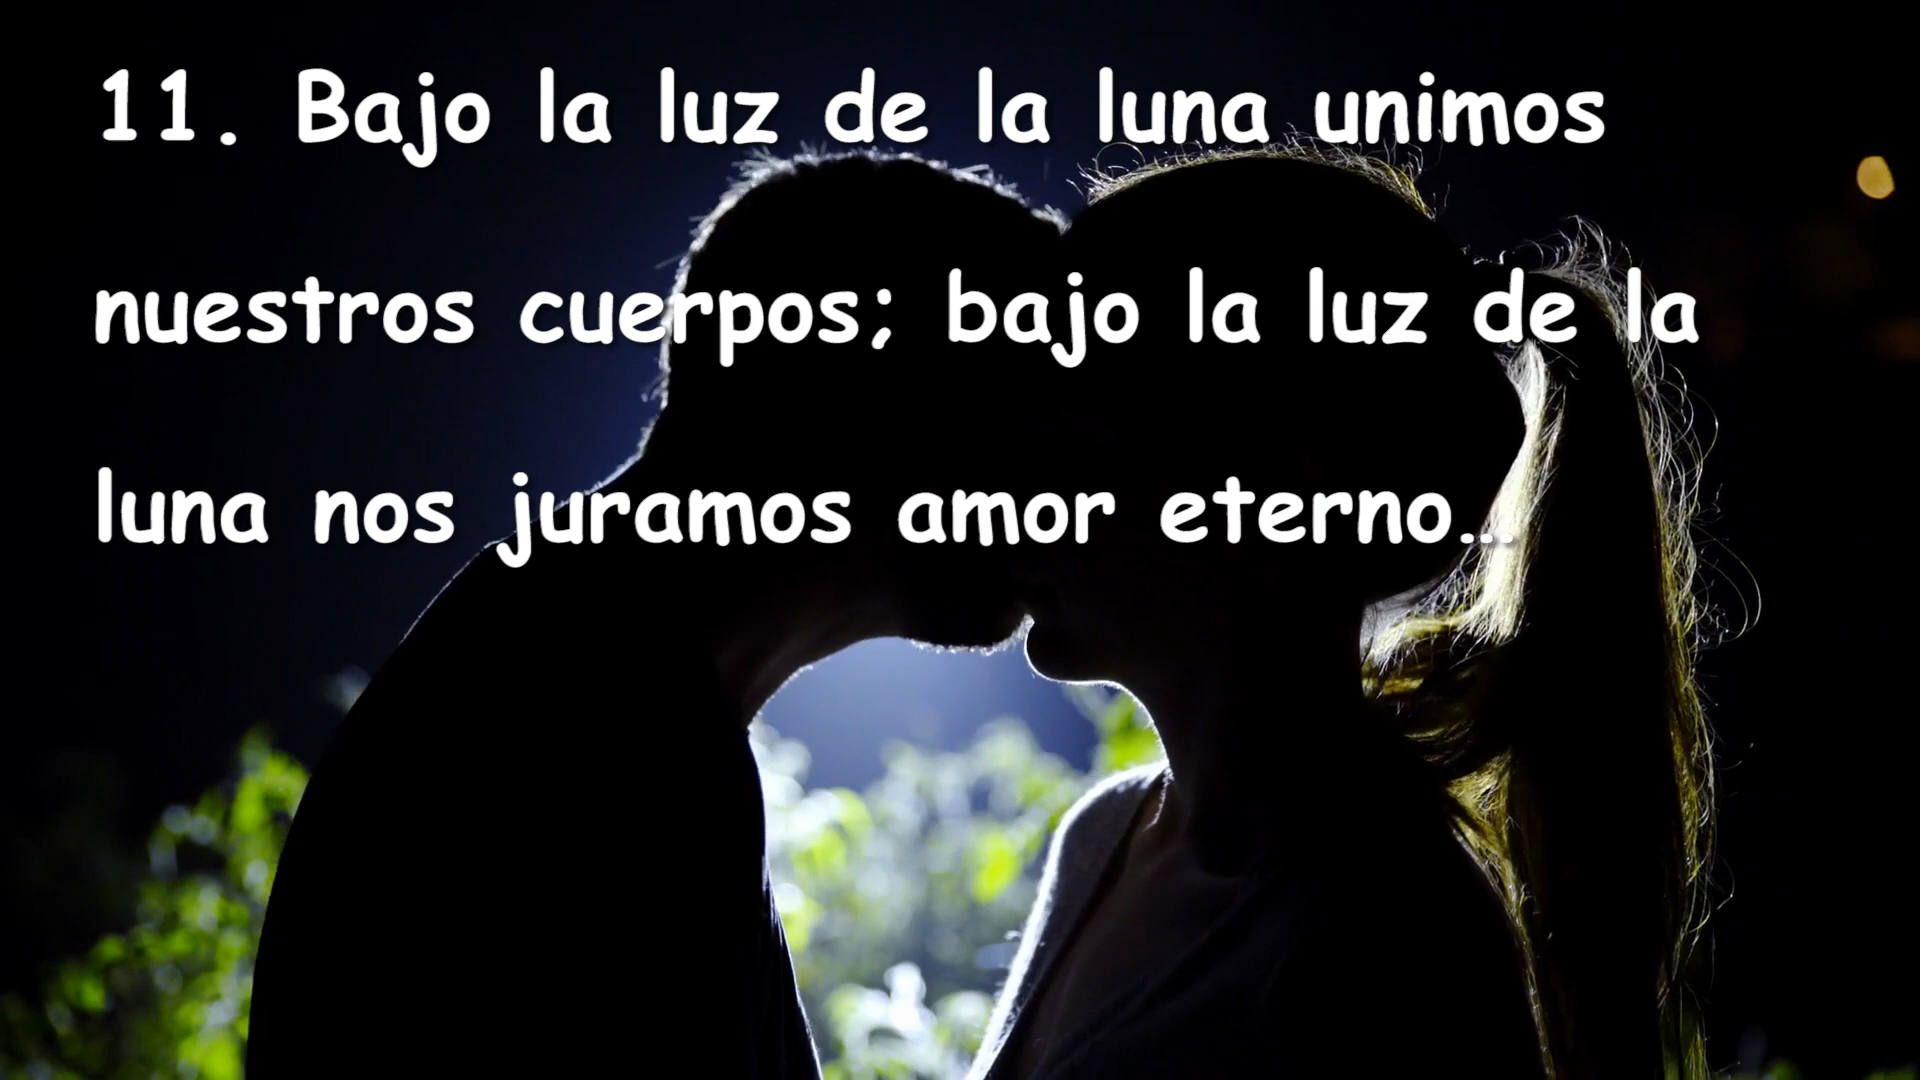 11. Bajo la luz de la luna unimos
nuestros cuerpos; bajo la luz de la
luna nos juramos amor eterno...